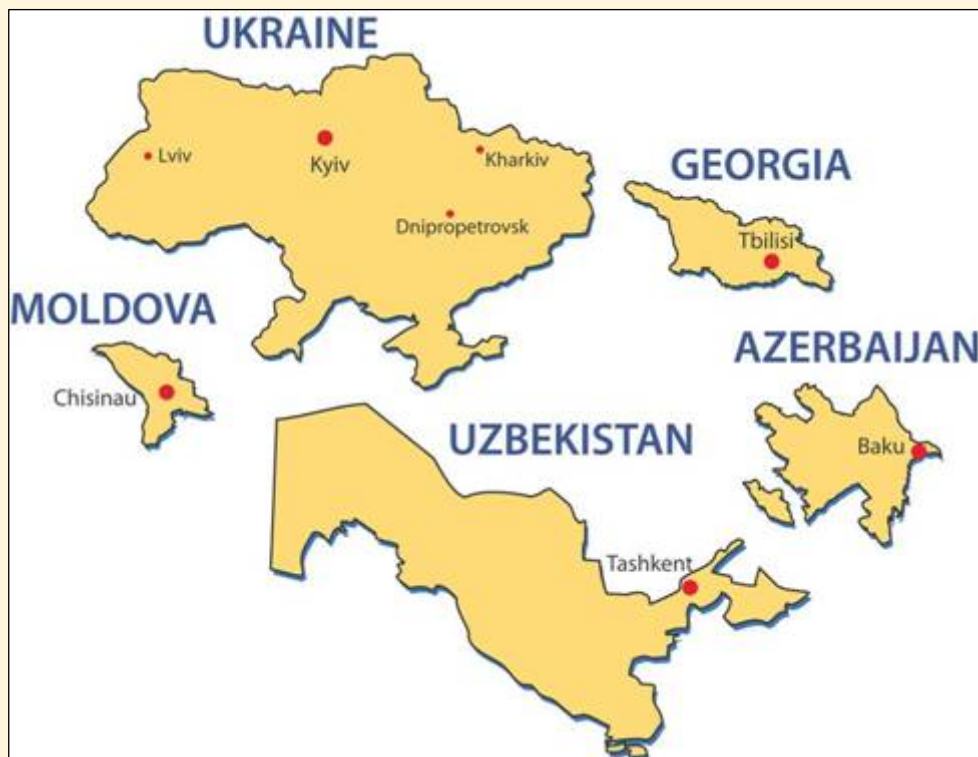 UKRAINE
Lviv
Kyiv
Kharkiv
Dnipropetrovsk
GEORGIA
Tbilisi
MOLDOVA
Chisinau
AZERBAIJAN
Baku
UZBEKISTAN
Tashkent